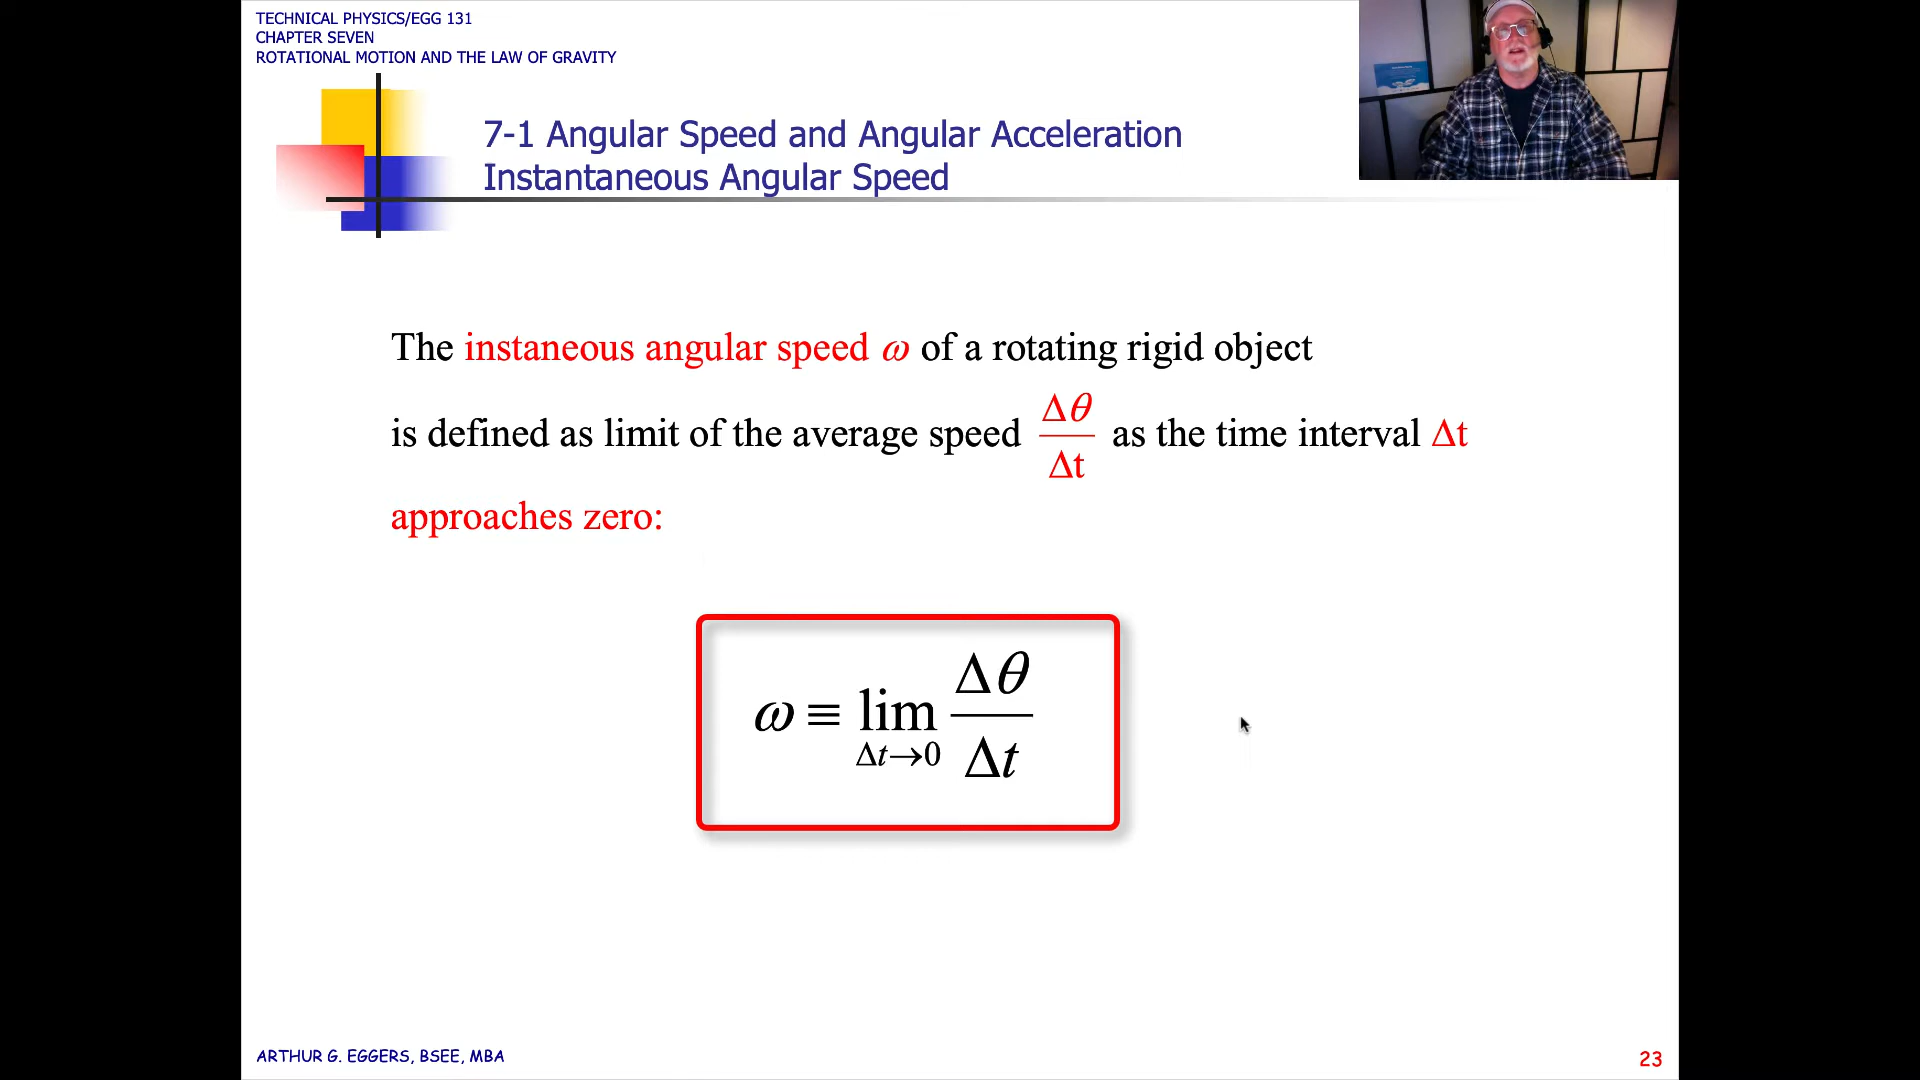 TECHNICAL PHYSICS/EGG 131
CHAPTER SEVEN
ROTATIONAL MOTION AND THE LAW OF GRAVITY
7-1 Angular Speed and Angular Acceleration
Instantaneous Angular Speed
The instaneous angular speed ω of a rotating rigid object
is defined as limit of the average speed Δθ/Δt as the time interval Δt
approaches zero:
ω ≡ lim Δt→0 Δθ/Δt
ARTHUR G. EGGERS, BSEE, MBA
23